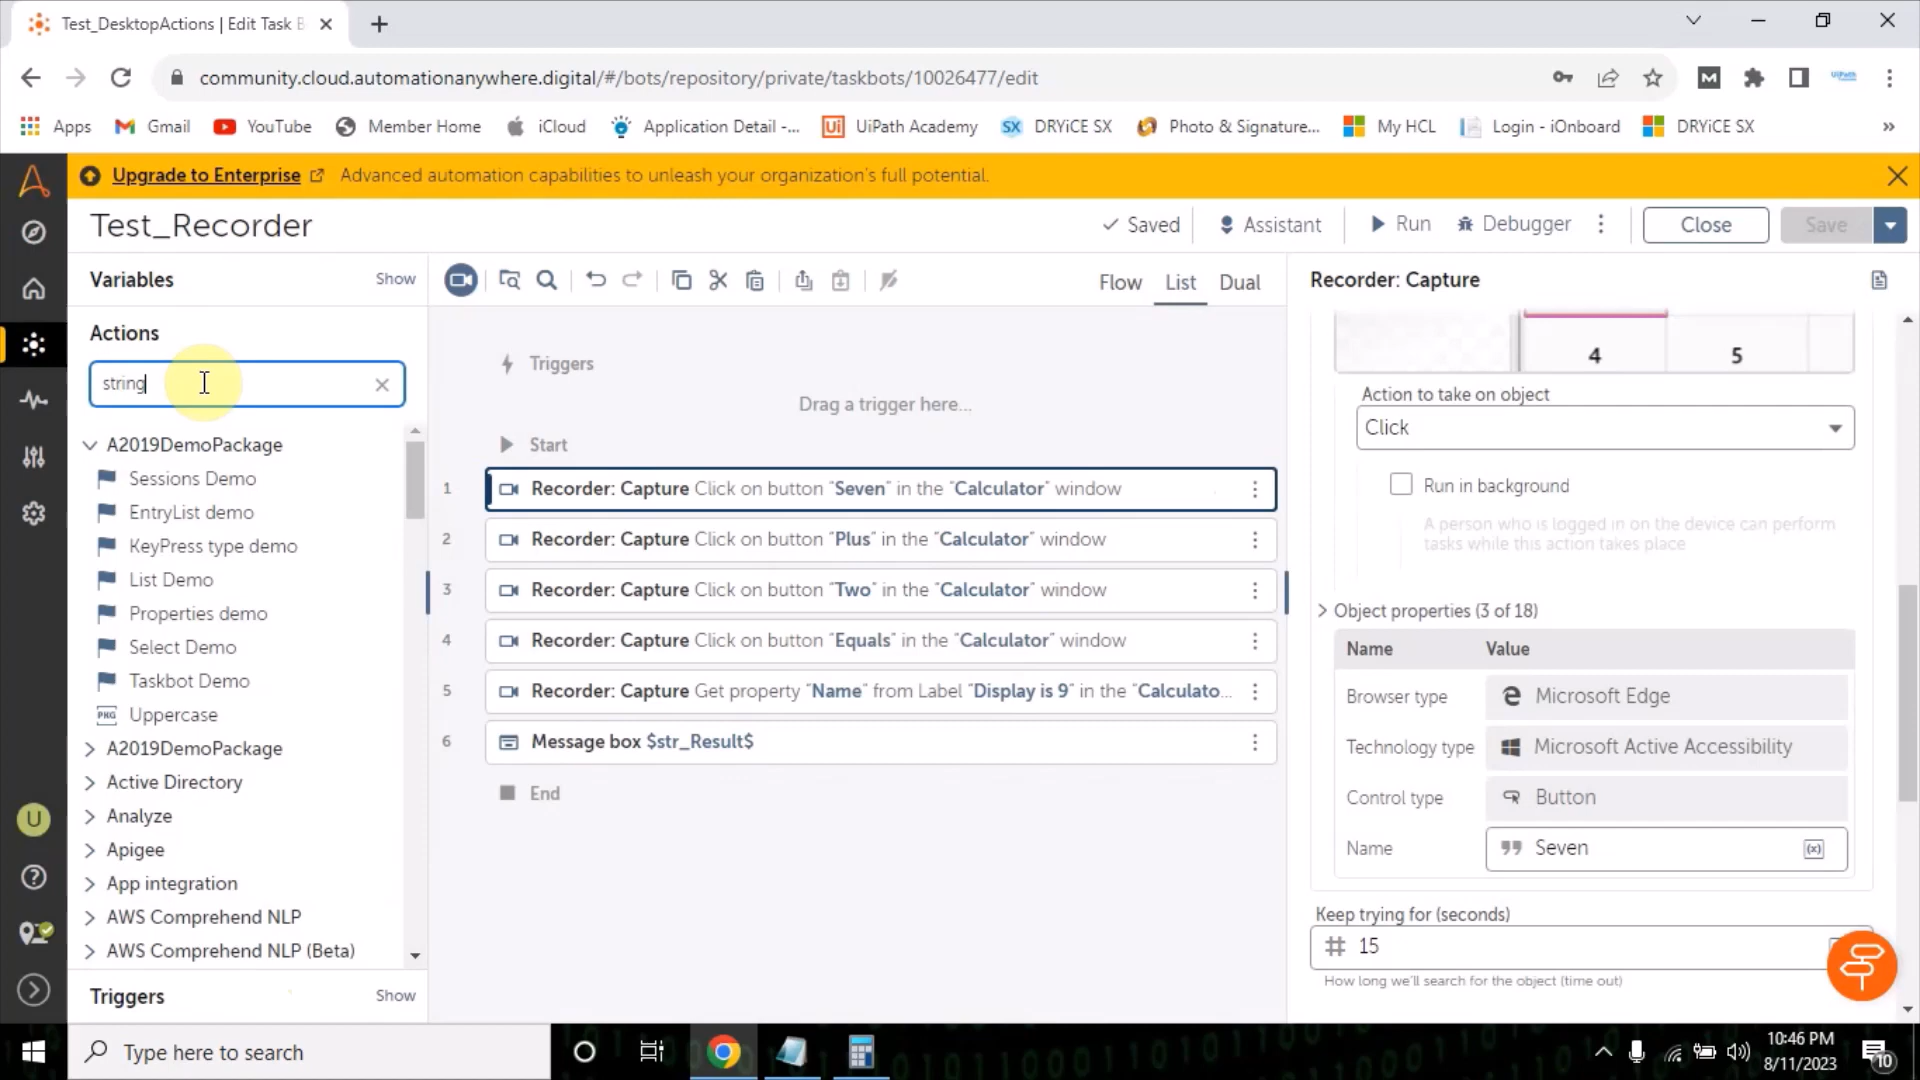 Test_DesktopActions | Edit Task B
community.cloud.automationanywhere.digital/#/bots/repository/private/taskbots/10026477/edit
Apps Gmail YouTube Member Home iCloud Application Detail -... UiPath Academy DRYiCE SX Photo & Signature... My HCL Login - iOnboard DRYiCE SX
Upgrade to Enterprise Advanced automation capabilities to unleash your organization's full potential.
Test_Recorder
Saved Assistant Run Debugger Close Save
Variables Show
Flow List Dual
Recorder: Capture
Actions
string
A2019DemoPackage
Sessions Demo
EntryList demo
KeyPress type demo
List Demo
Properties demo
Select Demo
Taskbot Demo
PKG Uppercase
A2019DemoPackage
Active Directory
Analyze
Apigee
App integration
AWS Comprehend NLP
AWS Comprehend NLP (Beta)
Triggers Show
Triggers
Drag a trigger here...
Start
1 Recorder: Capture Click on button "Seven" in the "Calculator" window
2 Recorder: Capture Click on button "Plus" in the "Calculator" window
3 Recorder: Capture Click on button "Two" in the "Calculator" window
4 Recorder: Capture Click on button "Equals" in the "Calculator" window
5 Recorder: Capture Get property "Name" from Label "Display is 9" in the "Calculato...
6 Message box $str_Result$
End
4 5
Action to take on object
Click
Run in background
A person who is logged in on the device can perform
tasks while this action takes place
Object properties (3 of 18)
Name Value
Browser type Microsoft Edge
Technology type Microsoft Active Accessibility
Control type Button
Name Seven (x)
Keep trying for (seconds)
# 15
How long we'll search for the object (time out)
U
Type here to search
10:46 PM
8/11/2023
10